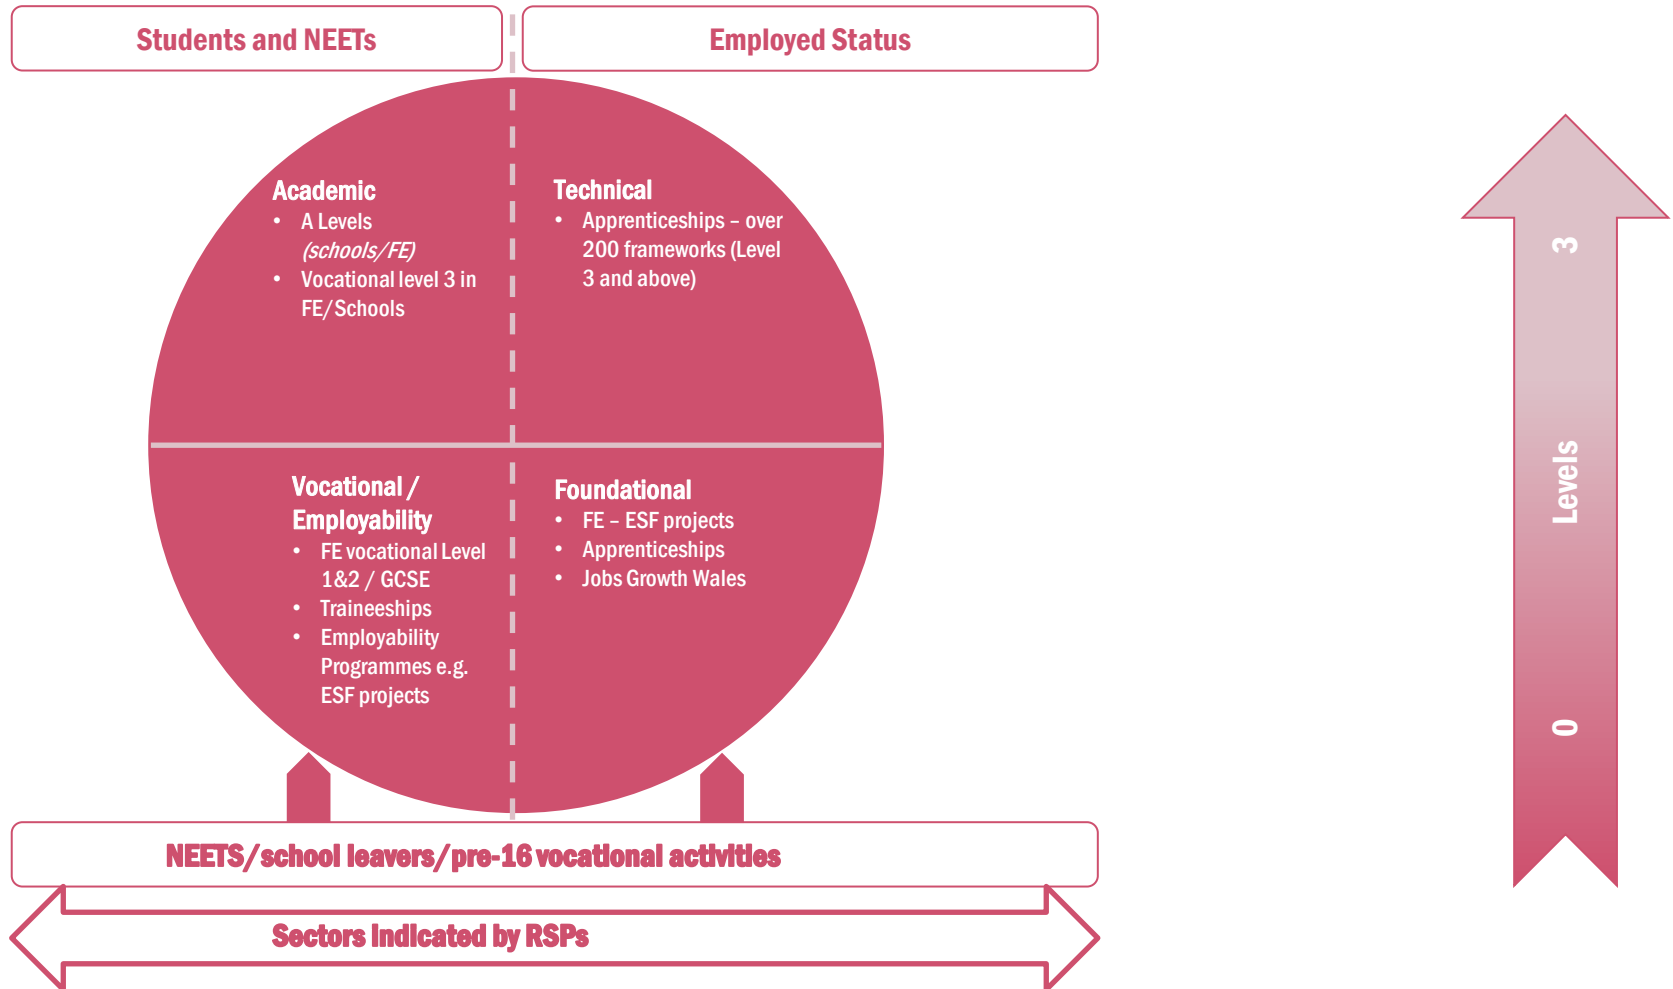 Students and NEETs
Employed Status
Academic
• A Levels
(schools/FE)
• Vocational level 3 in
FE/Schools
Technical
• Apprenticeships – over
200 frameworks (Level
3 and above)
Vocational /
Employability
• FE vocational Level
1&2 / GCSE
• Traineeships
• Employability
Programmes e.g.
ESF projects
Foundational
• FE – ESF projects
• Apprenticeships
• Jobs Growth Wales
NEETS/school leavers/pre-16 vocational activities
Sectors indicated by RSPs
3
Levels
0